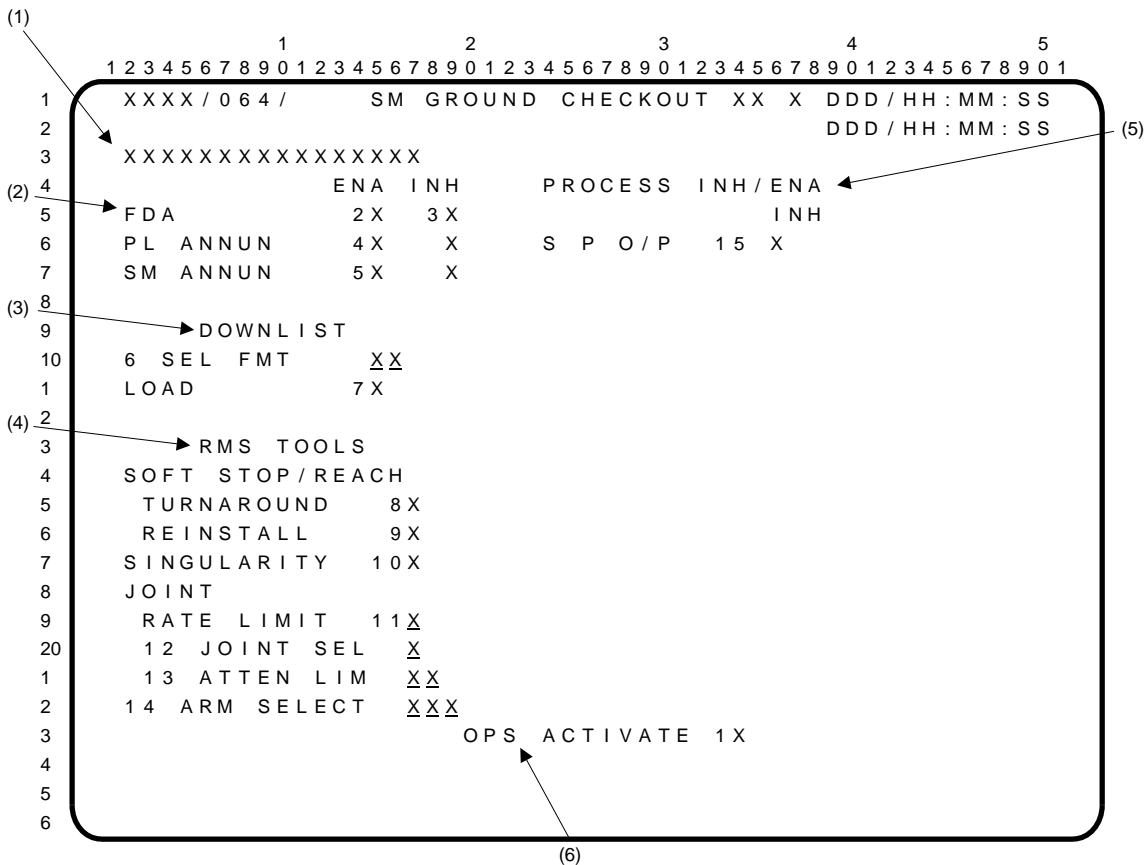 (1)
1 2 3 4 5
1 2 3 4 5 6 7 8 9 0 1 2 3 4 5 6 7 8 9 0 1 2 3 4 5 6 7 8 9 0 1 2 3 4 5 6 7 8 9 0 1 2 3 4 5 6 7 8 9 0 1
1 XXXX/064/ SM GROUND CHECKOUT XX X DDD/HH:MM:SS
2 DDD/HH:MM:SS
(5)
3 XXXXXXXXXXXXXXXX
4 ENA INH PROCESS INH/ENA
(2)
5 FDA 2X 3X INH
6 PL ANNUN 4X X S P O/P 15 X
7 SM ANNUN 5X X
8
(3)
9 DOWNLIST
10 6 SEL FMT XX
1 LOAD 7X
2
(4)
3 RMS TOOLS
4 SOFT STOP/REACH
5 TURNAROUND 8X
6 REINSTALL 9X
7 SINGULARITY 10X
8 JOINT
9 RATE LIMIT 11X
20 12 JOINT SEL X
1 13 ATTEN LIM XX
2 14 ARM SELECT XXX
3 OPS ACTIVATE 1X
4
5
6
(6)